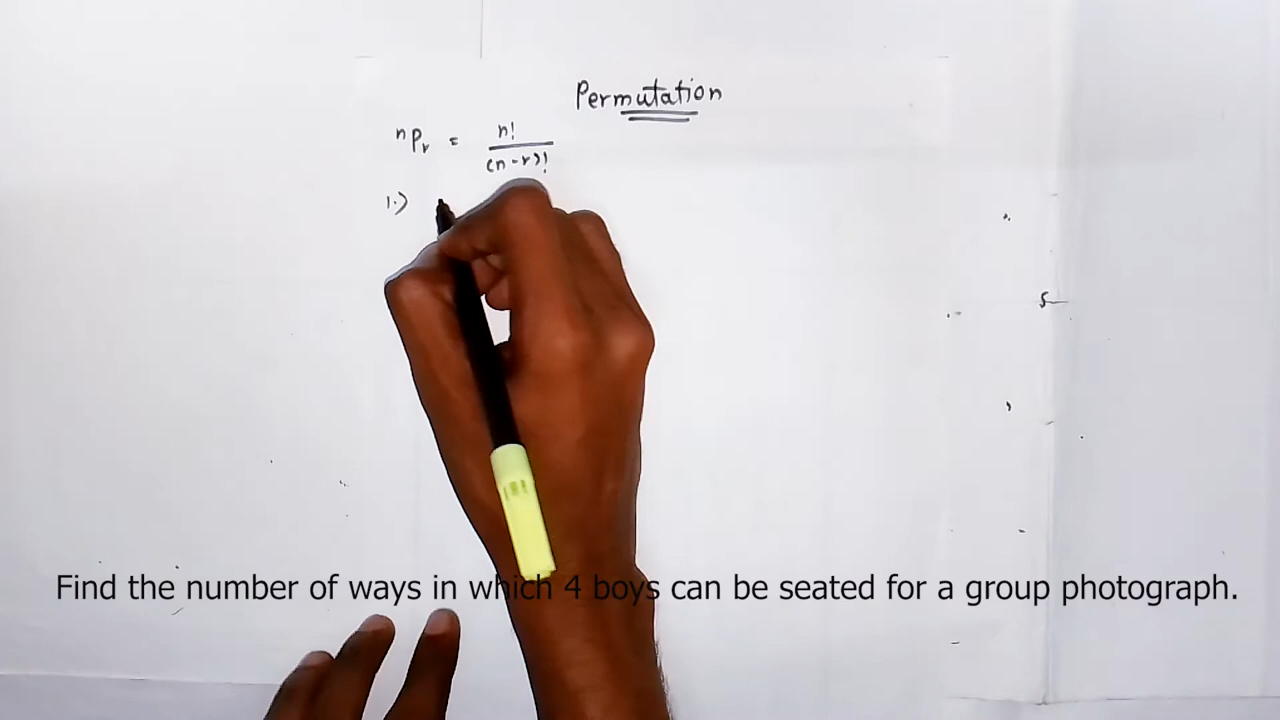 Permutation
nPr = n!/(n-r)!
1.)
Find the number of ways in which 4 boys can be seated for a group photograph.